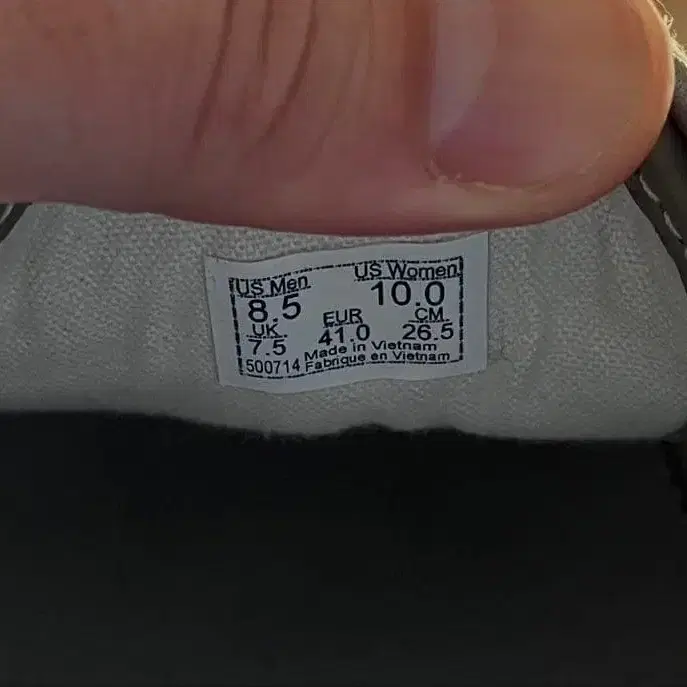 US Men US Women
8.5 10.0
UK EUR CM
7.5 41.0 26.5
Made in Vietnam
500714 Fabrique en Vietnam